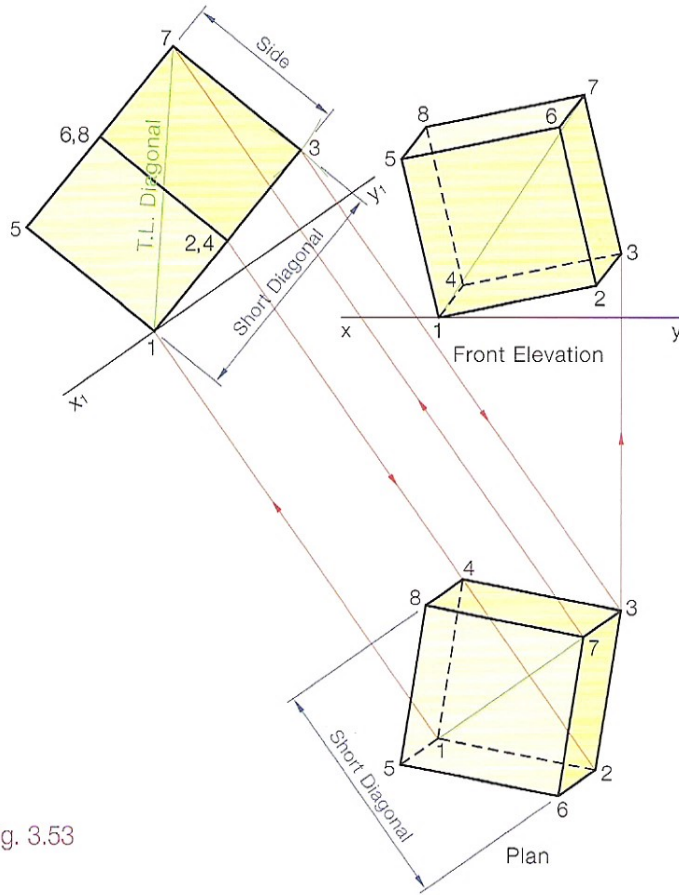 7
Side
6,8
3
T.L. Diagonal
5
2,4
y1
Short Diagonal
1
x1
7
8
6
5
4
3
2
x
1
y
Front Elevation
4
8
3
7
1
5
2
6
Short Diagonal
Plan
g. 3.53